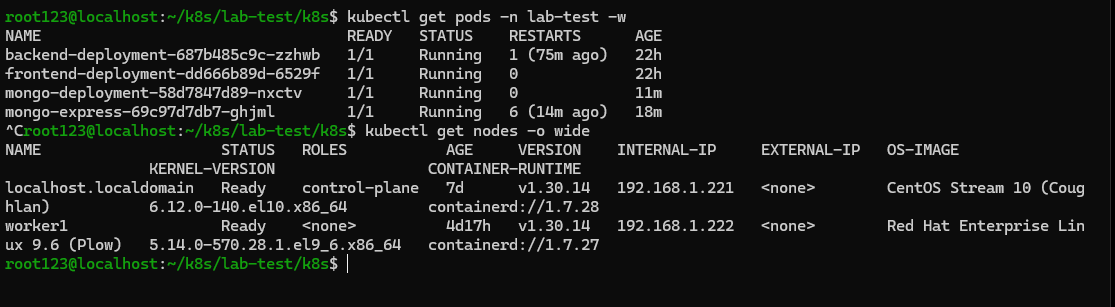 root123@localhost:~/k8s/lab-test/k8s$ kubectl get pods -n lab-test -w
NAME                                  READY   STATUS    RESTARTS      AGE
backend-deployment-687b485c9c-zzhwb   1/1     Running   1 (75m ago)   22h
frontend-deployment-dd666b89d-6529f   1/1     Running   0             22h
mongo-deployment-58d7847d89-nxctv     1/1     Running   0             11m
mongo-express-69c97d7db7-ghjml        1/1     Running   6 (14m ago)   18m
^Croot123@localhost:~/k8s/lab-test/k8s$ kubectl get nodes -o wide
NAME                    STATUS   ROLES           AGE     VERSION    INTERNAL-IP     EXTERNAL-IP   OS-IMAGE
                KERNEL-VERSION                 CONTAINER-RUNTIME
localhost.localdomain   Ready    control-plane   7d      v1.30.14   192.168.1.221   <none>        CentOS Stream 10 (Coug
hlan)           6.12.0-140.el10.x86_64         containerd://1.7.28
worker1                 Ready    <none>          4d17h   v1.30.14   192.168.1.222   <none>        Red Hat Enterprise Lin
ux 9.6 (Plow)   5.14.0-570.28.1.el9_6.x86_64   containerd://1.7.27
root123@localhost:~/k8s/lab-test/k8s$